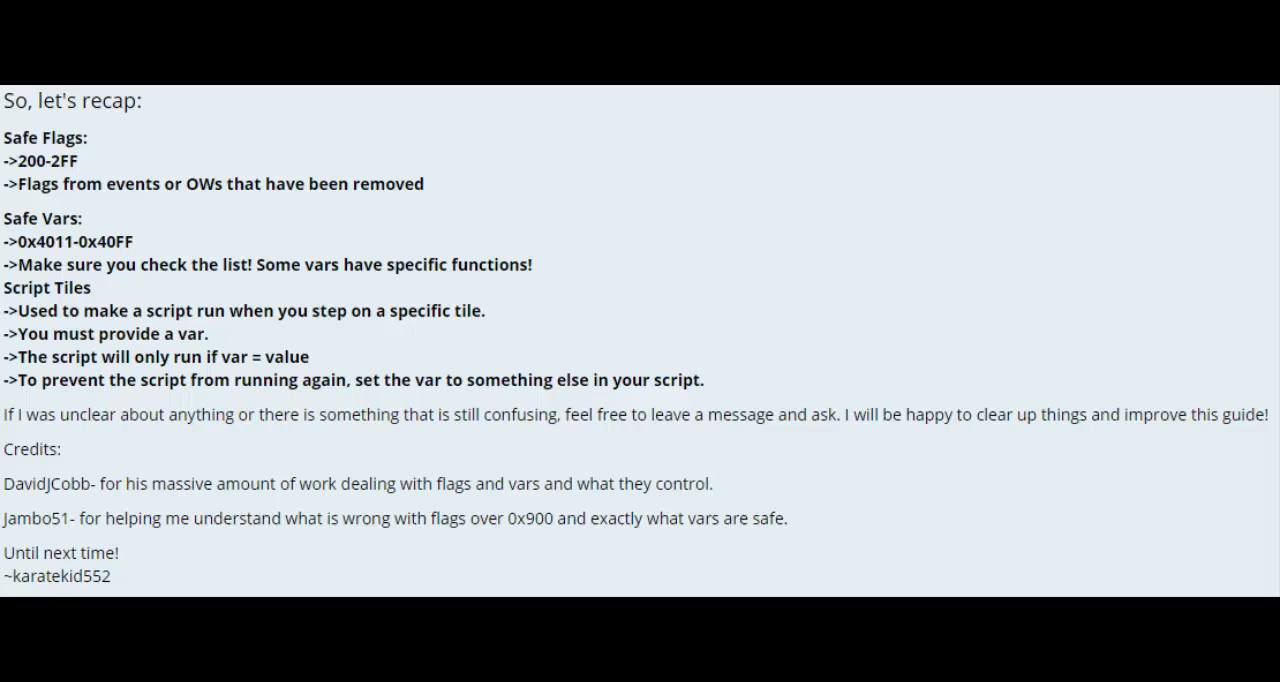 So, let's recap:
Safe Flags:
->200-2FF
->Flags from events or OWs that have been removed
Safe Vars:
->0x4011-0x40FF
->Make sure you check the list! Some vars have specific functions!
Script Tiles
->Used to make a script run when you step on a specific tile.
->You must provide a var.
->The script will only run if var = value
->To prevent the script from running again, set the var to something else in your script.
If I was unclear about anything or there is something that is still confusing, feel free to leave a message and ask. I will be happy to clear up things and improve this guide!
Credits:
DavidJCobb- for his massive amount of work dealing with flags and vars and what they control.
Jambo51- for helping me understand what is wrong with flags over 0x900 and exactly what vars are safe.
Until next time!
~karatekid552